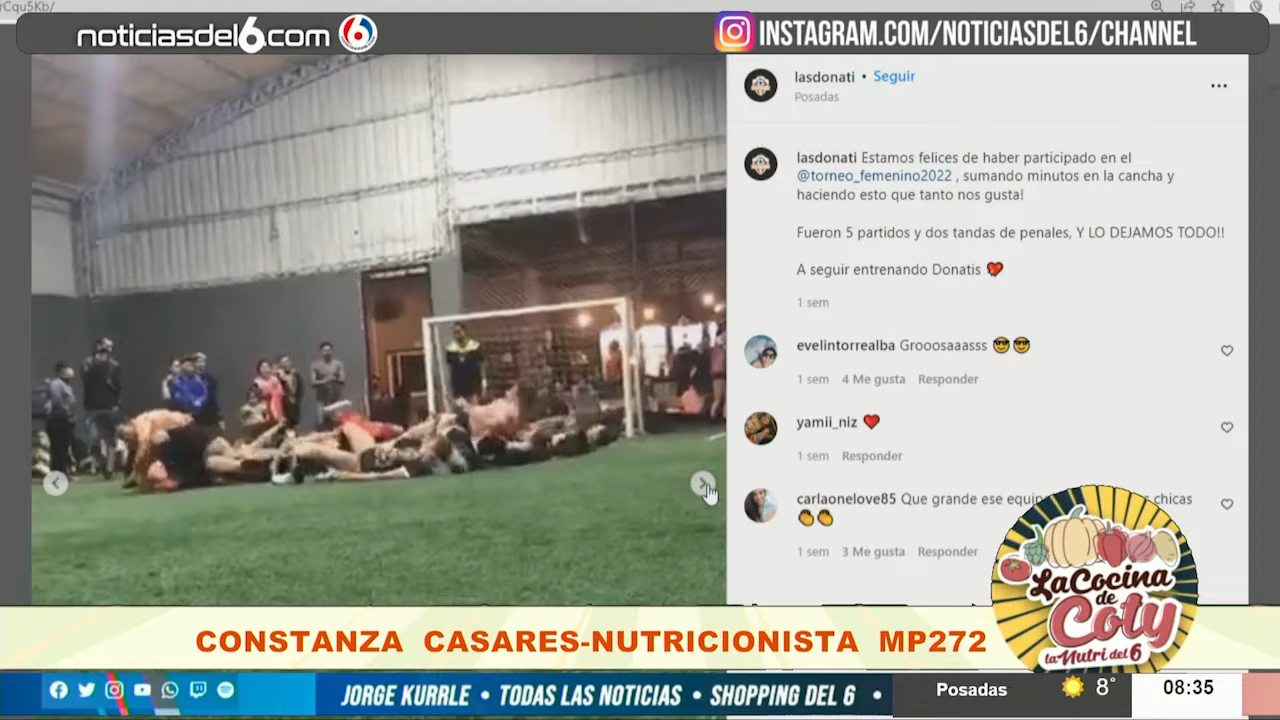 rCqu5Kb/
noticiasdel6.com
INSTAGRAM.COM/NOTICIASDEL6/CHANNEL
lasdonati • Seguir
Posadas
lasdonati Estamos felices de haber participado en el
@torneo_femenino2022 , sumando minutos en la cancha y
haciendo esto que tanto nos gusta!
Fueron 5 partidos y dos tandas de penales, Y LO DEJAMOS TODO!!
A seguir entrenando Donatis ❤️
1 sem
evelintorrealba Grooosaaasss 😎😎
1 sem 4 Me gusta Responder
yamii_niz ❤️
1 sem Responder
carlaonelove85 Que grande ese chicas
👏👏
1 sem 3 Me gusta Responder
La Cocina
de
Coty
la Nutri del 6
CONSTANZA CASARES-NUTRICIONISTA MP272
JORGE KURRLE • TODAS LAS NOTICIAS • SHOPPING DEL 6 •
Posadas 8° 08:35